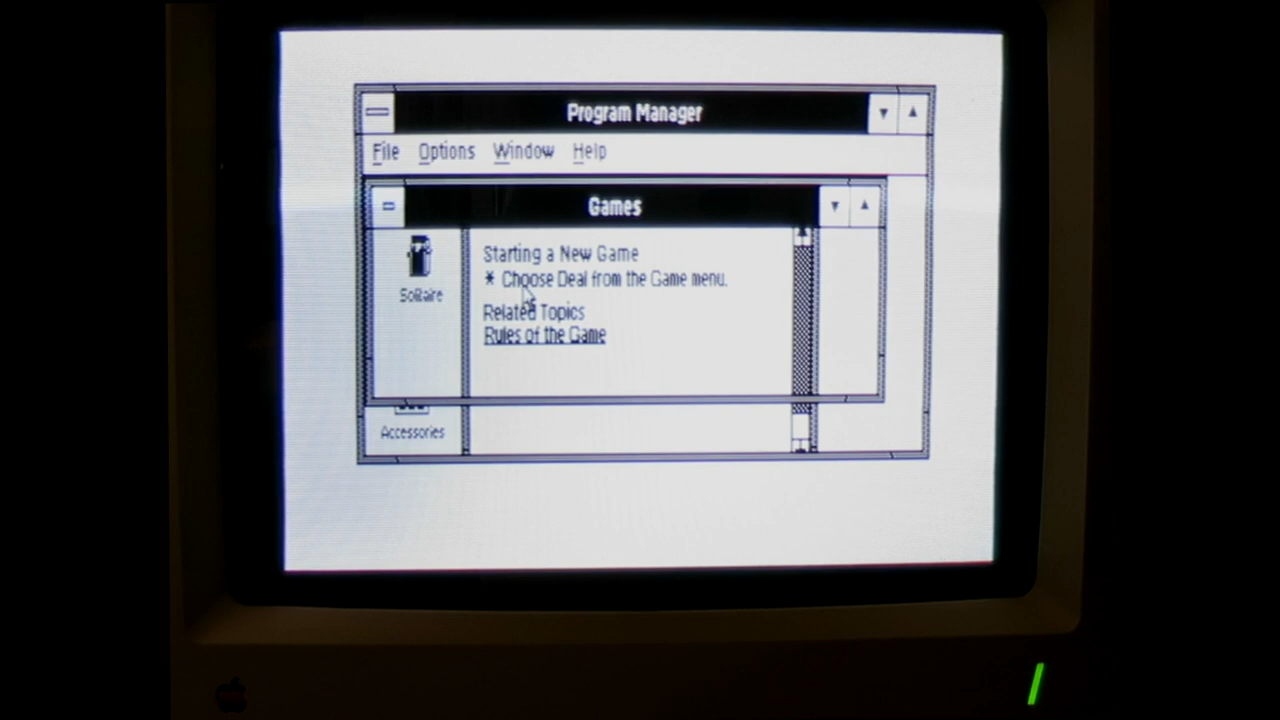 Program Manager
File Options Window Help
Games
Starting a New Game
* Choose Deal from the Game menu.
Solitaire
Related Topics
Rules of the Game
Accessories